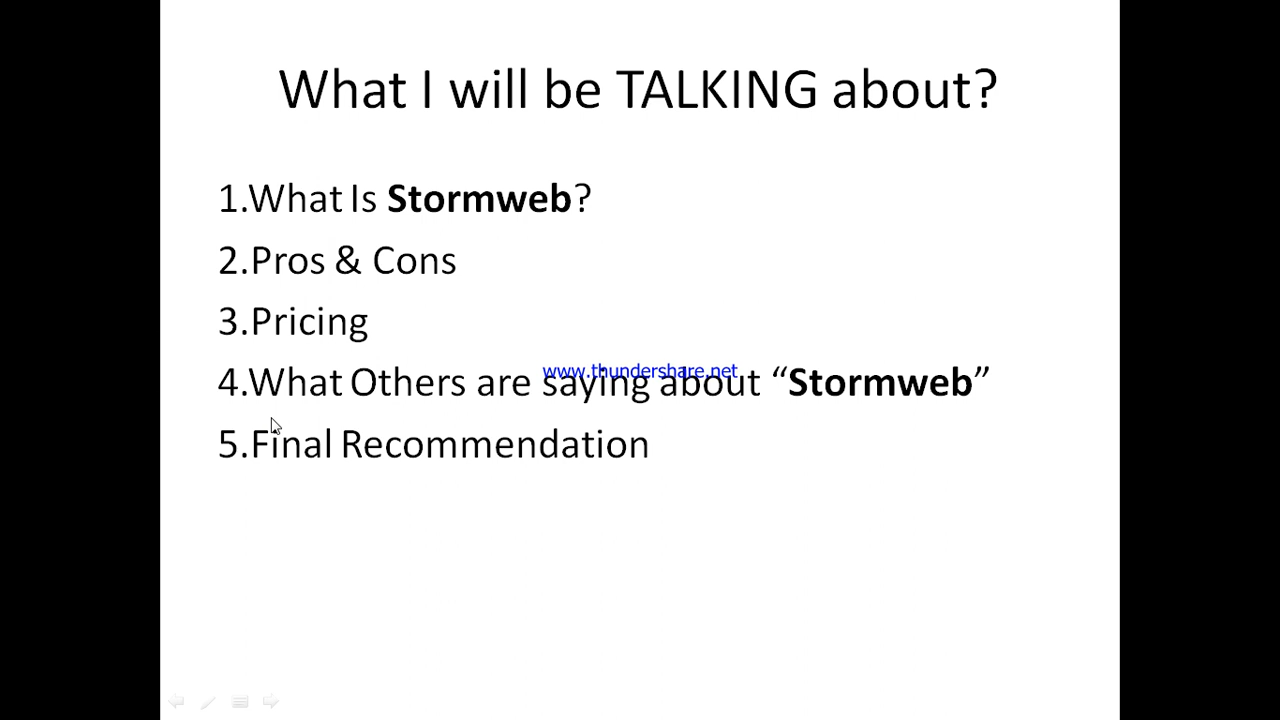 What I will be TALKING about?
1.What Is Stormweb?
2.Pros & Cons
3.Pricing
www.thundershare.net
4.What Others are saying about “Stormweb”
5.Final Recommendation